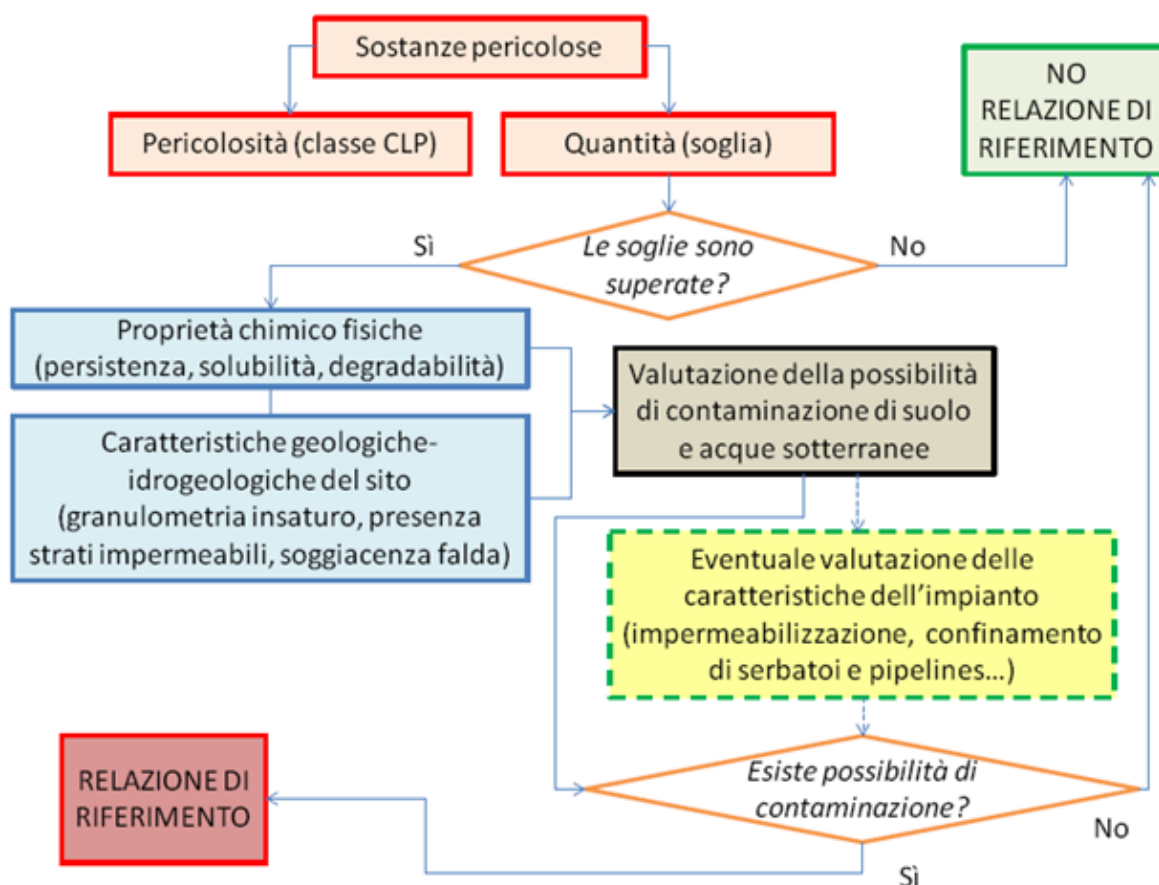 Sostanze pericolose
NO
RELAZIONE DI
RIFERIMENTO
Pericolosità (classe CLP)
Quantità (soglia)
Sì
Le soglie sono
superate?
No
Proprietà chimico fisiche
(persistenza, solubilità, degradabilità)
Valutazione della possibilità
di contaminazione di suolo
e acque sotterranee
Caratteristiche geologiche-
idrogeologiche del sito
(granulometria insaturo, presenza
strati impermeabili, soggiacenza falda)
Eventuale valutazione delle
caratteristiche dell’impianto
(impermeabilizzazione, confinamento
di serbatoi e pipelines…)
RELAZIONE DI
RIFERIMENTO
Esiste possibilità di
contaminazione?
No
Sì